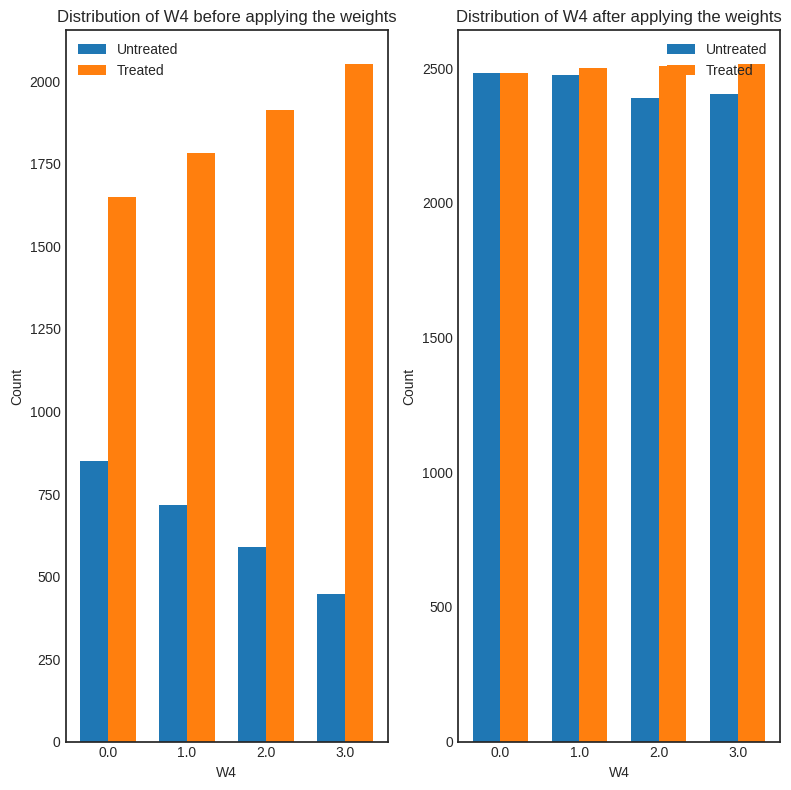 Distribution of W4 before applying the weights
Untreated
Treated
2000
1750
1500
1250
1000
750
500
250
0
Count
0.0 1.0 2.0 3.0
W4
Distribution of W4 after applying the weights
Untreated
Treated
2500
2000
1500
1000
500
0
Count
0.0 1.0 2.0 3.0
W4